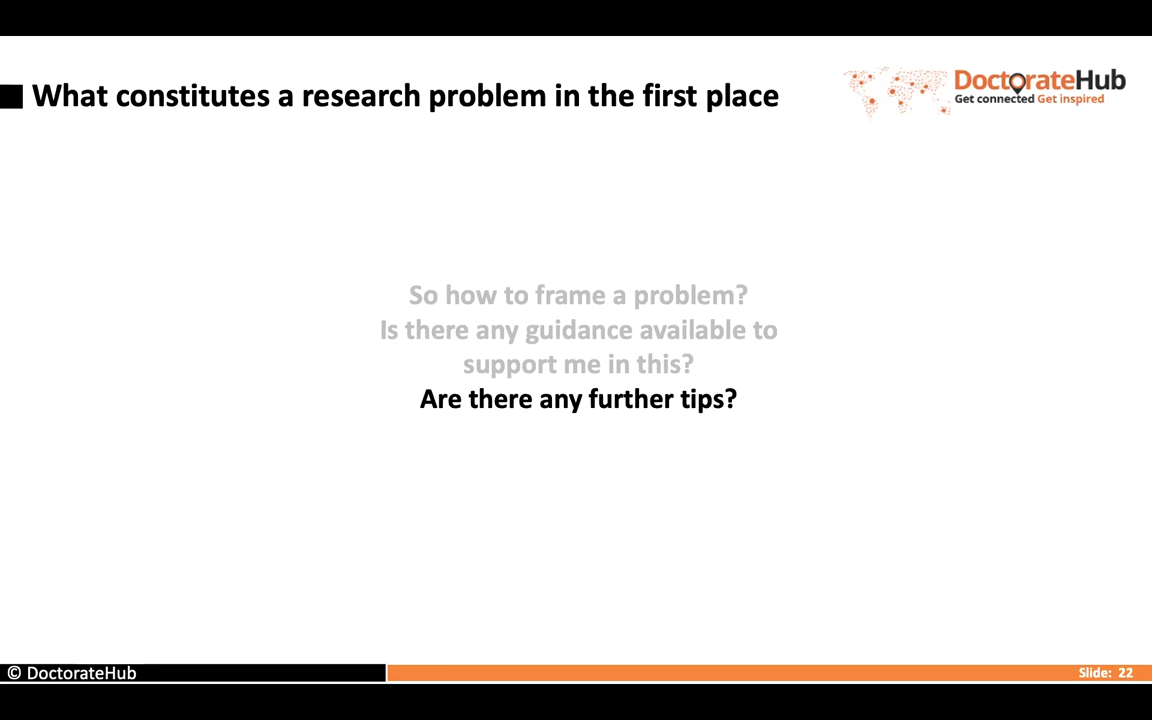 What constitutes a research problem in the first place
DoctorateHub
Get connected Get inspired
So how to frame a problem?
Is there any guidance available to
support me in this?
Are there any further tips?
© DoctorateHub
Slide: 22